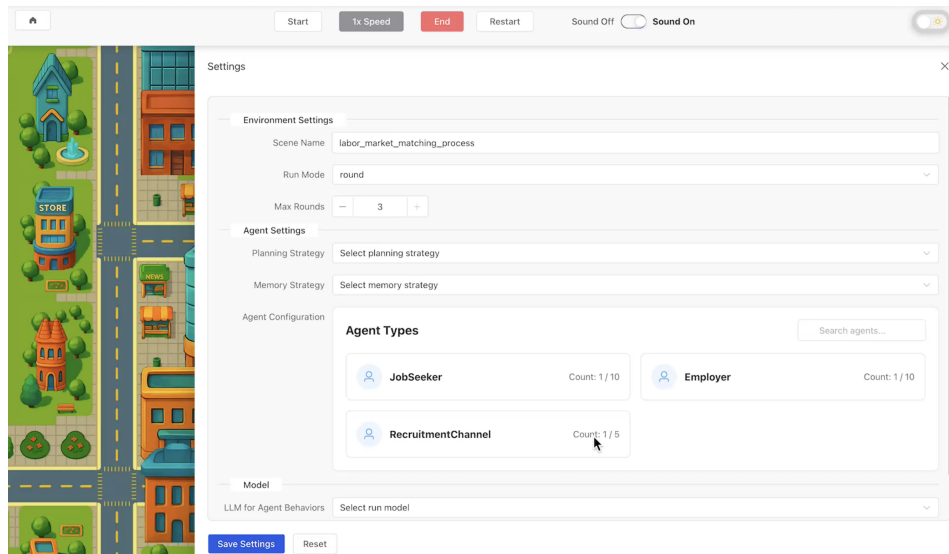 Start 1x Speed End Restart Sound Off Sound On
Settings
Environment Settings
Scene Name labor_market_matching_process
Run Mode round
Max Rounds − 3 +
Agent Settings
Planning Strategy Select planning strategy
Memory Strategy Select memory strategy
Agent Configuration
Agent Types Search agents...
JobSeeker Count: 1 / 10 Employer Count: 1 / 10
RecruitmentChannel Count: 1 / 5
Model
LLM for Agent Behaviors Select run model
Save Settings Reset
STORE
NEWS